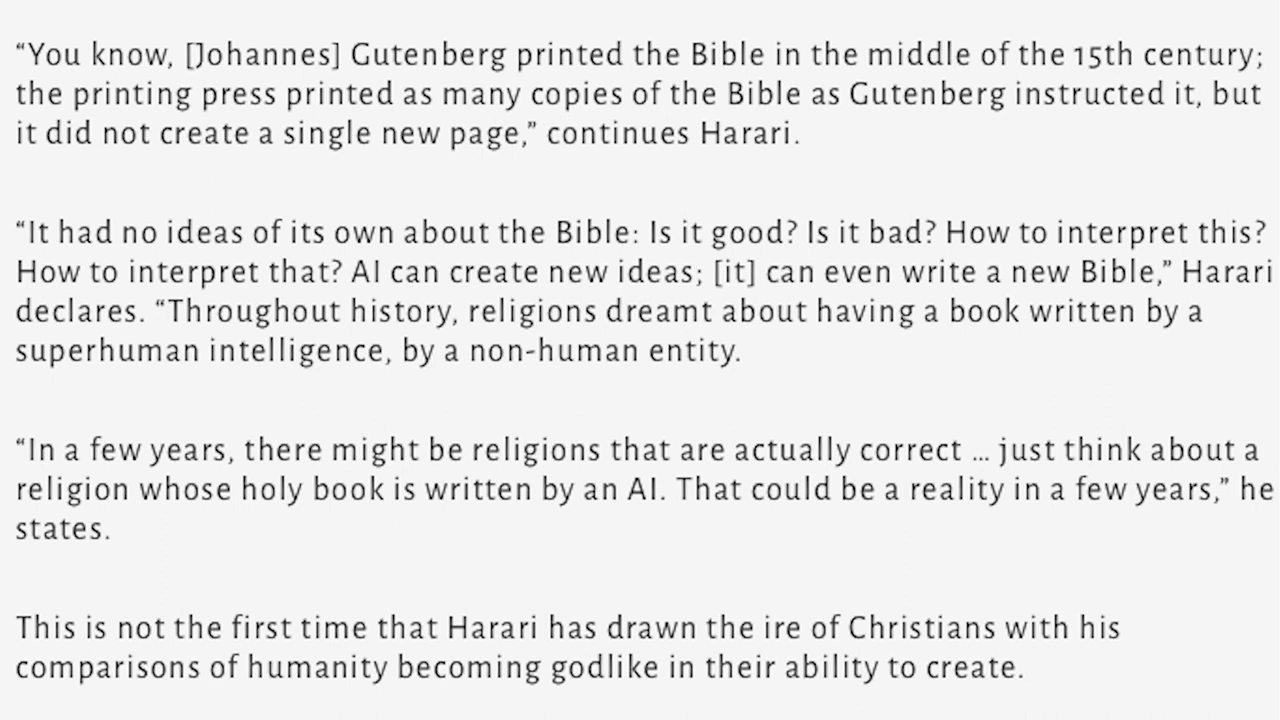 “You know, [Johannes] Gutenberg printed the Bible in the middle of the 15th century;
the printing press printed as many copies of the Bible as Gutenberg instructed it, but
it did not create a single new page,” continues Harari.
“It had no ideas of its own about the Bible: Is it good? Is it bad? How to interpret this?
How to interpret that? AI can create new ideas; [it] can even write a new Bible,” Harari
declares. “Throughout history, religions dreamt about having a book written by a
superhuman intelligence, by a non-human entity.
“In a few years, there might be religions that are actually correct … just think about a
religion whose holy book is written by an AI. That could be a reality in a few years,” he
states.
This is not the first time that Harari has drawn the ire of Christians with his
comparisons of humanity becoming godlike in their ability to create.